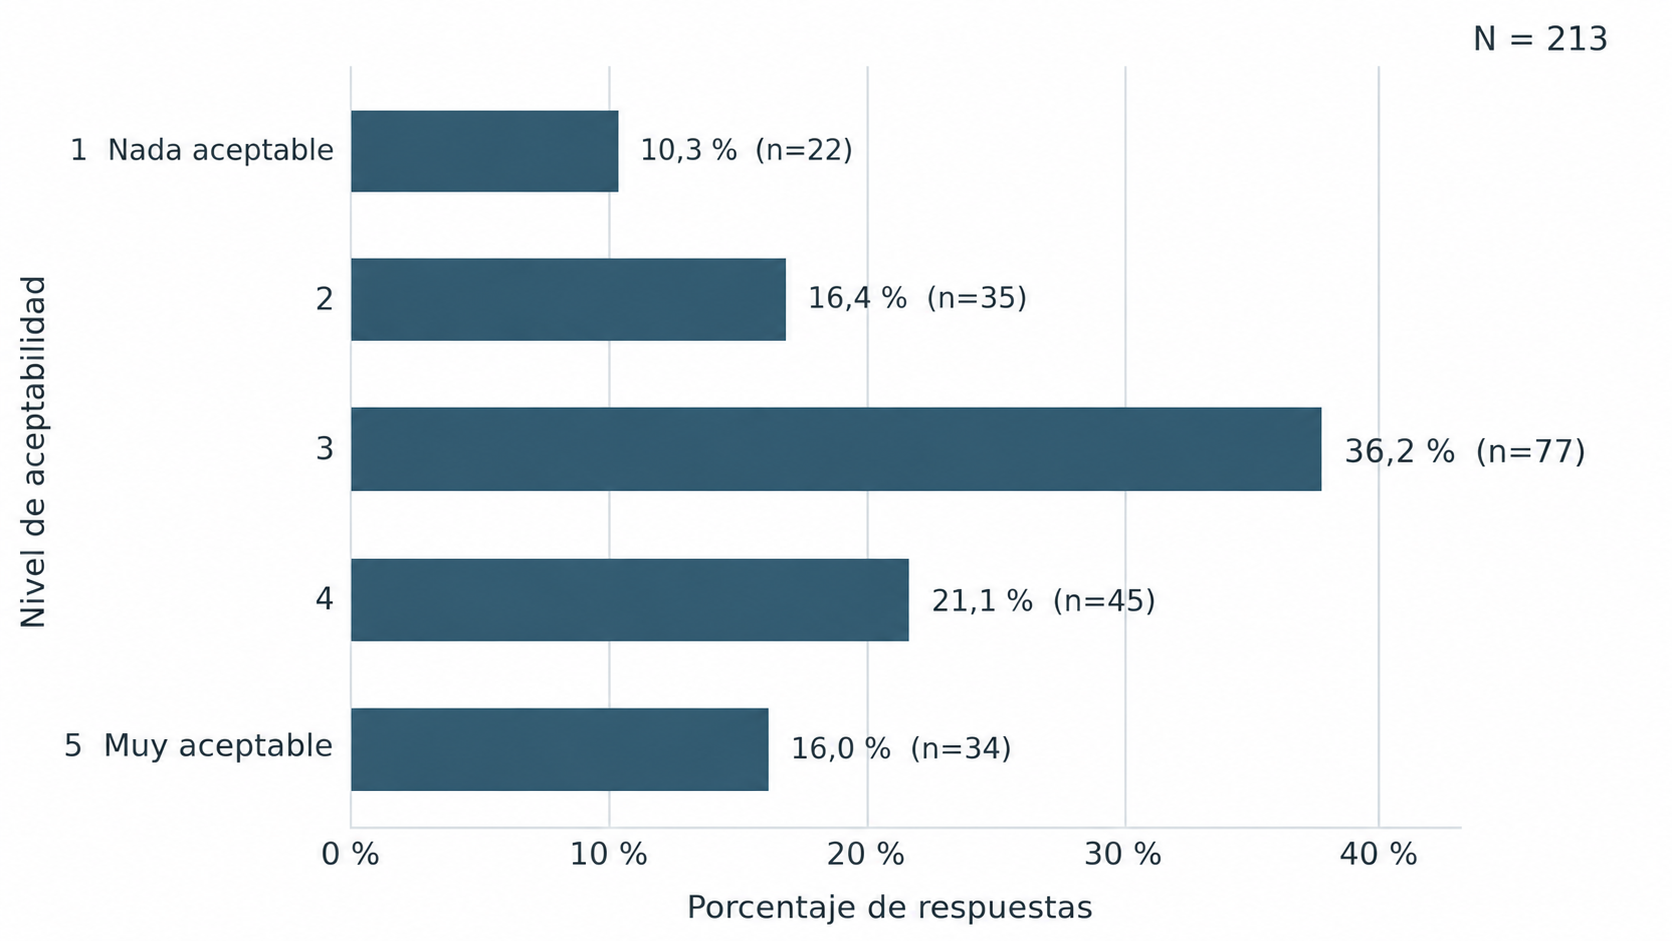 N = 213
Nivel de aceptabilidad
1 Nada aceptable
10,3 % (n=22)
2
16,4 % (n=35)
3
36,2 % (n=77)
4
21,1 % (n=45)
5 Muy aceptable
16,0 % (n=34)
0 % 10 % 20 % 30 % 40 %
Porcentaje de respuestas